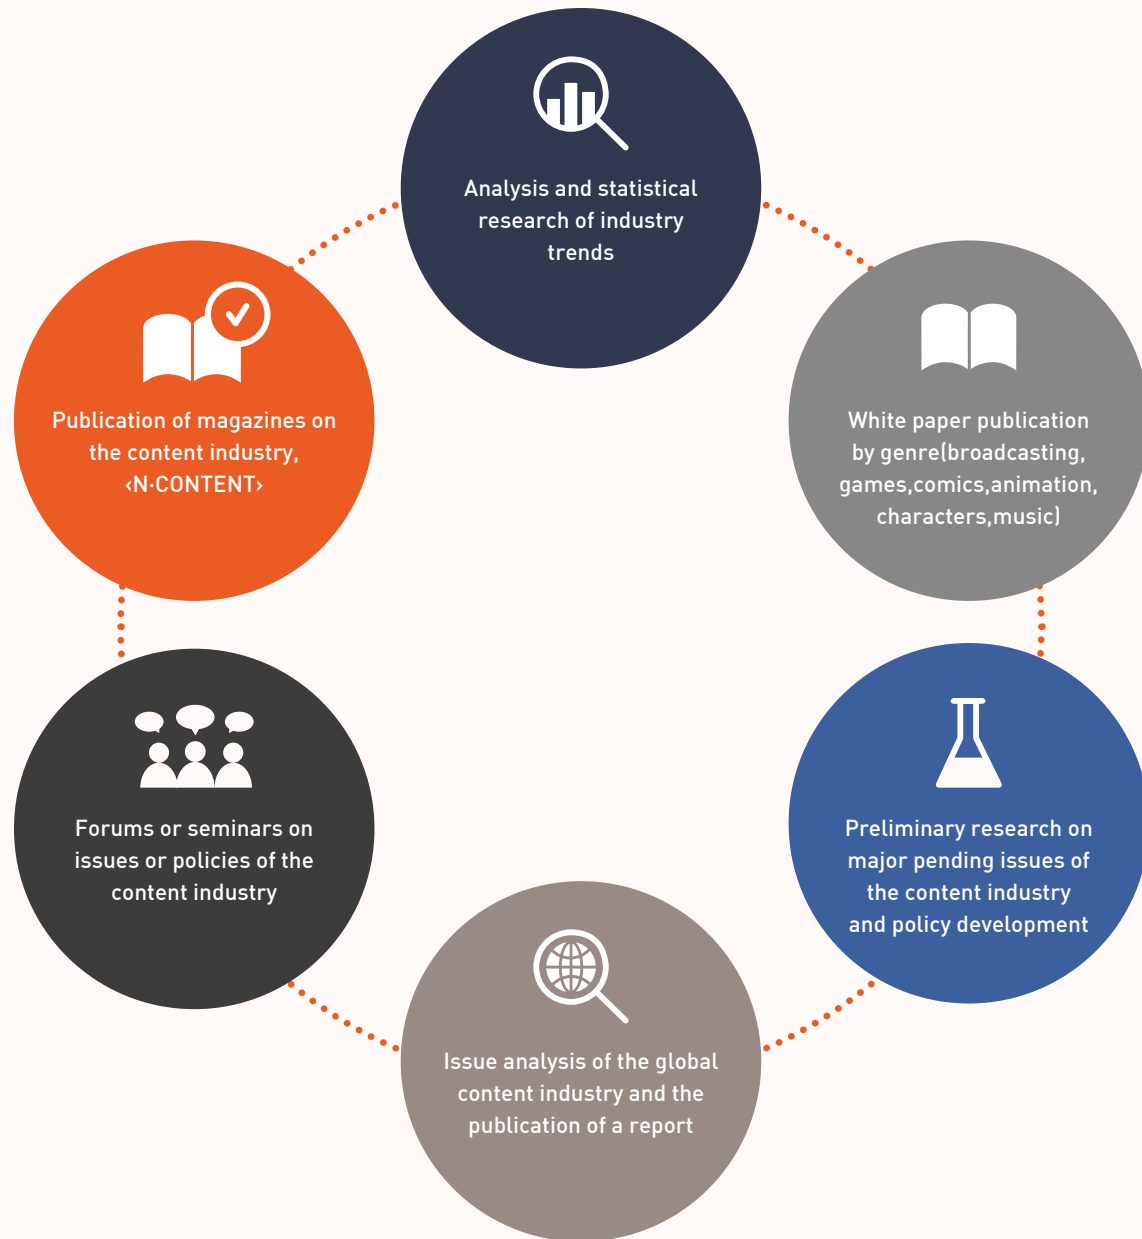 Analysis and statistical
research of industry
trends
Publication of magazines on
the content industry,
‹N·CONTENT›
White paper publication
by genre(broadcasting,
games,comics,animation,
characters,music)
Forums or seminars on
issues or policies of the
content industry
Preliminary research on
major pending issues of
the content industry
and policy development
Issue analysis of the global
content industry and the
publication of a report